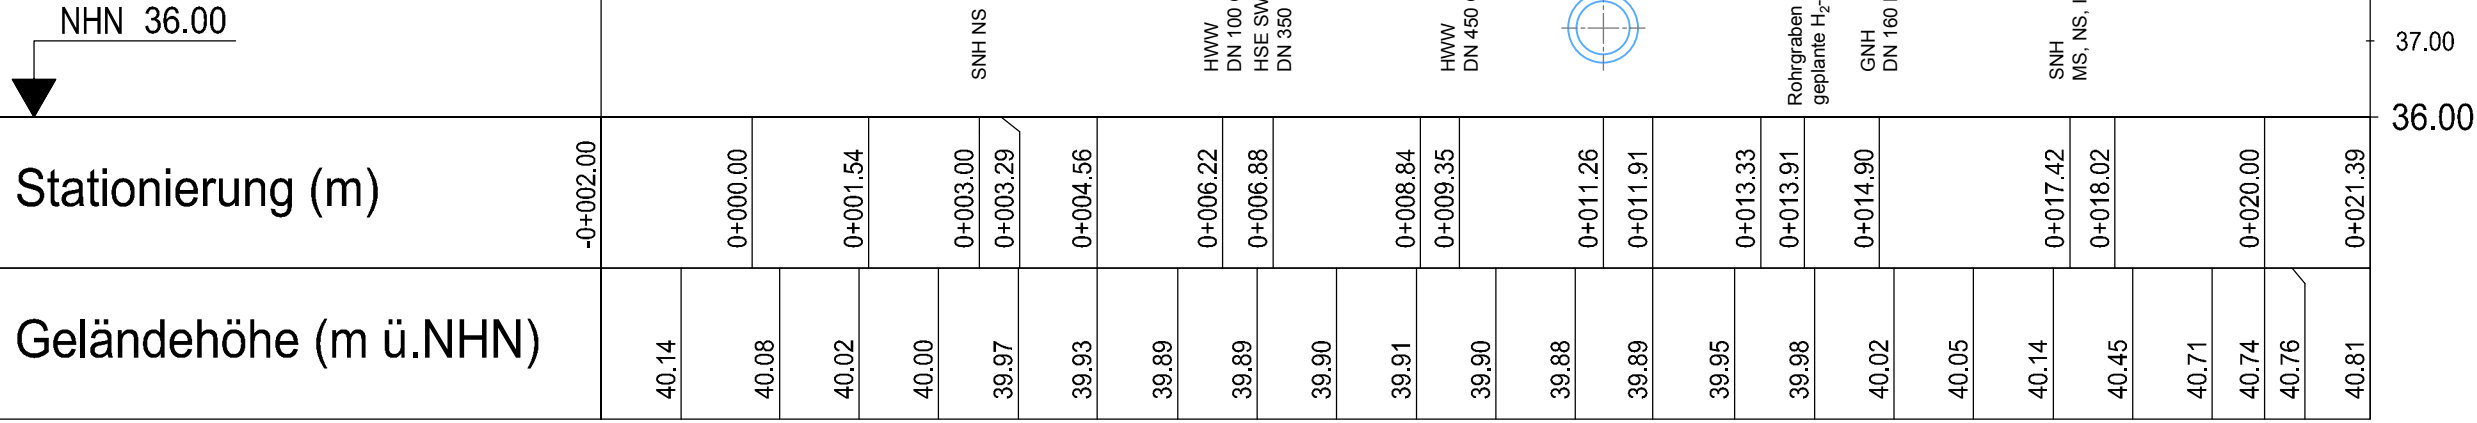 NHN 36.00
SNH NS
HWW
DN 100
HSE SW
DN 350
HWW
DN 450
Rohrgraben
geplante H₂-
GNH
DN 160
SNH
MS, NS,
37.00
36.00
Stationierung (m)
-0+002.00
0+000.00
0+001.54
0+003.00
0+003.29
0+004.56
0+006.22
0+006.88
0+008.84
0+009.35
0+011.26
0+011.91
0+013.33
0+013.91
0+014.90
0+017.42
0+018.02
0+020.00
0+021.39
Geländehöhe (m ü.NHN)
40.14
40.08
40.02
40.00
39.97
39.93
39.89
39.89
39.90
39.91
39.90
39.88
39.89
39.95
39.98
40.02
40.05
40.14
40.45
40.71
40.74
40.76
40.81